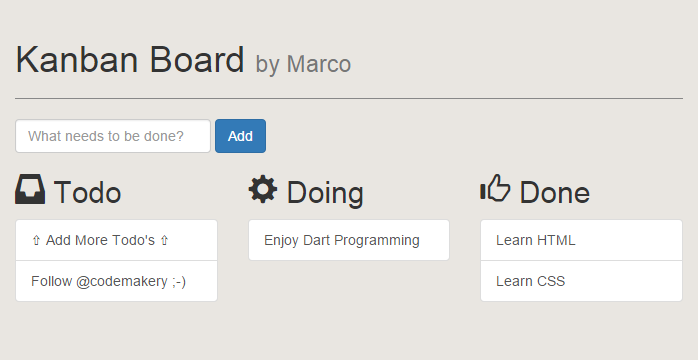 Kanban Board by Marco
What needs to be done?
Add
Todo
⇧ Add More Todo's ⇧
Follow @codemakery ;-)
Doing
Enjoy Dart Programming
Done
Learn HTML
Learn CSS